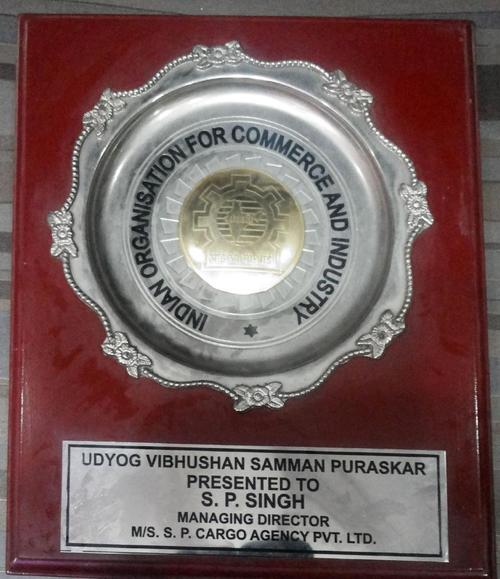 INDIAN ORGANISATION FOR COMMERCE AND INDUSTRY
UDYOG VIBHUSHAN SAMMAN PURASKAR
PRESENTED TO
S. P. SINGH
MANAGING DIRECTOR
M/S. S. P. CARGO AGENCY PVT. LTD.